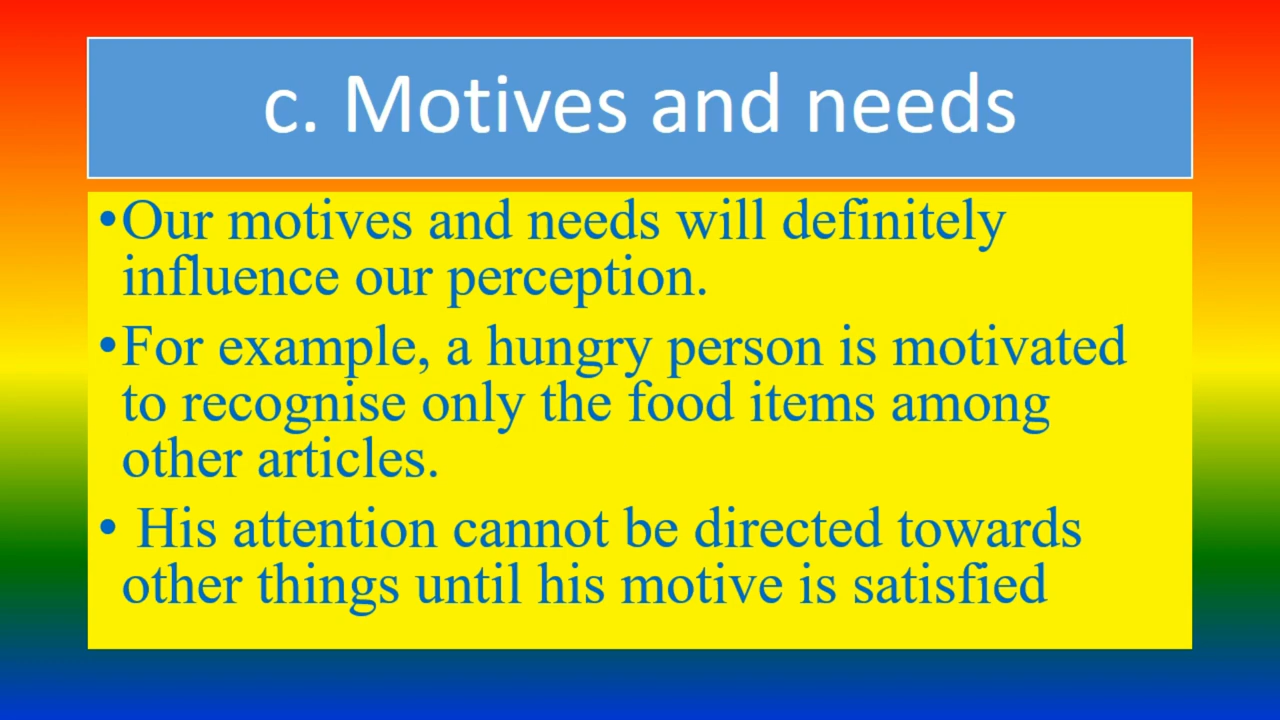 c. Motives and needs
•Our motives and needs will definitely
influence our perception.
•For example, a hungry person is motivated
to recognise only the food items among
other articles.
• His attention cannot be directed towards
other things until his motive is satisfied